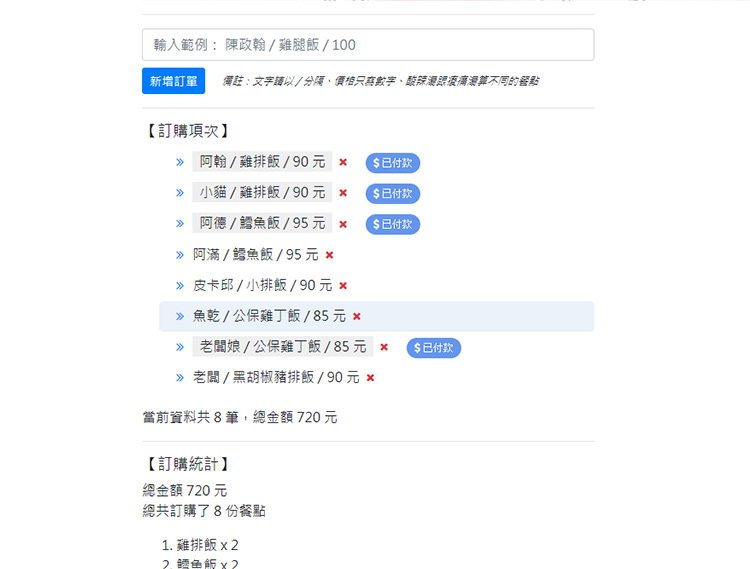 輸入範例： 陳政翰 / 雞腿飯 / 100
新增訂單 備註：文字請以 / 分隔、價格只寫數字、酸辣湯跟痠痛湯算不同的餐點
【訂購項次】
» 阿翰 / 雞排飯 / 90 元 × $ 已付款
» 小貓 / 雞排飯 / 90 元 × $ 已付款
» 阿德 / 鱈魚飯 / 95 元 × $ 已付款
» 阿滿 / 鱈魚飯 / 95 元 ×
» 皮卡邱 / 小排飯 / 90 元 ×
» 魚乾 / 公保雞丁飯 / 85 元 ×
» 老闆娘 / 公保雞丁飯 / 85 元 × $ 已付款
» 老闆 / 黑胡椒豬排飯 / 90 元 ×
當前資料共 8 筆，總金額 720 元
【訂購統計】
總金額 720 元
總共訂購了 8 份餐點
1. 雞排飯 x 2
2. 鱈魚飯 x 2